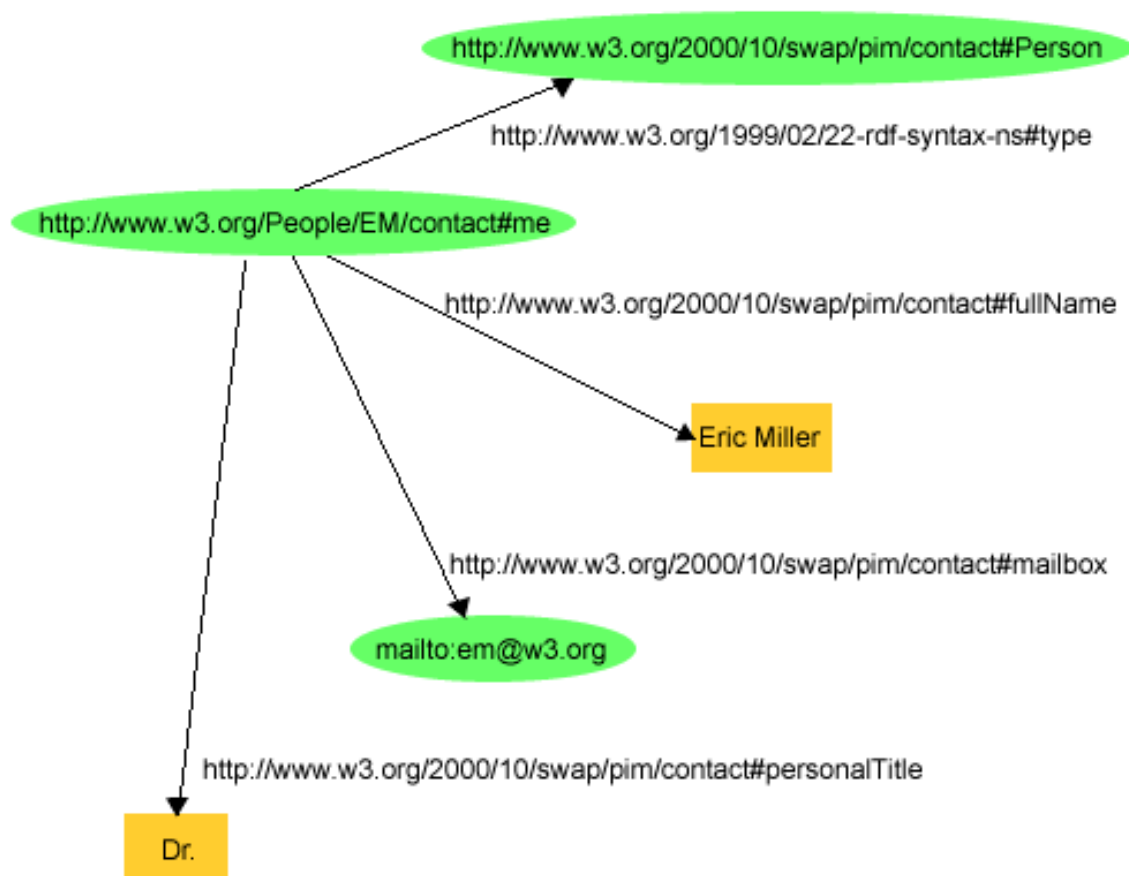 http://www.w3.org/2000/10/swap/pim/contact#Person
http://www.w3.org/1999/02/22-rdf-syntax-ns#type
http://www.w3.org/People/EM/contact#me
http://www.w3.org/2000/10/swap/pim/contact#fullName
Eric Miller
http://www.w3.org/2000/10/swap/pim/contact#mailbox
mailto:em@w3.org
http://www.w3.org/2000/10/swap/pim/contact#personalTitle
Dr.